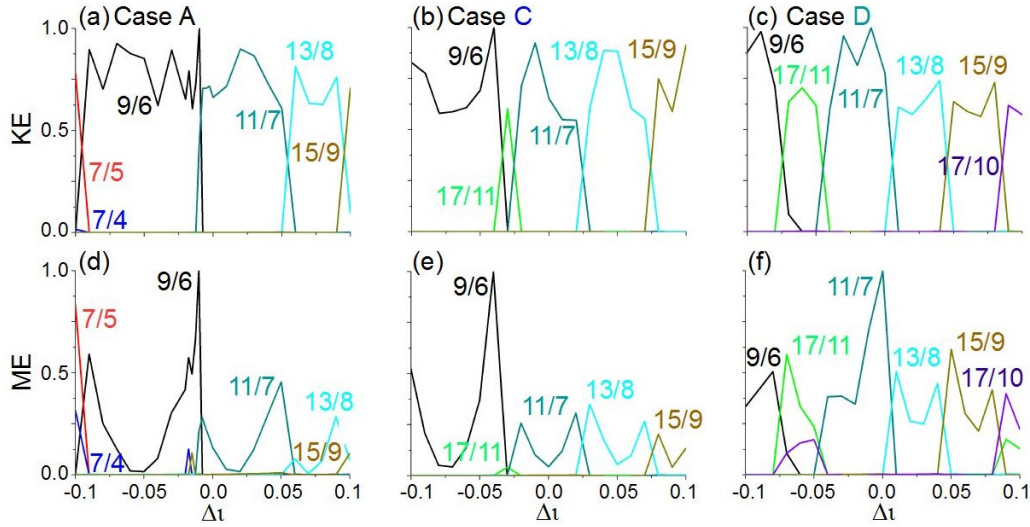 (a) Case A
(b) Case C
(c) Case D
KE
1.0
0.5
0.0
9/6
7/5
7/4
11/7
13/8
15/9
9/6
17/11
11/7
13/8
15/9
9/6
17/11
11/7
13/8
15/9
17/10
(d)
(e)
(f)
ME
1.0
0.5
0.0
7/5
7/4
9/6
11/7
13/8
15/9
9/6
17/11
11/7
13/8
15/9
9/6
17/11
11/7
13/8
15/9
17/10
-0.1 -0.05 0.0 0.05 0.1
-0.1 -0.05 0.0 0.05 0.1
-0.1 -0.05 0.0 0.05 0.1
Δι
Δι
Δι